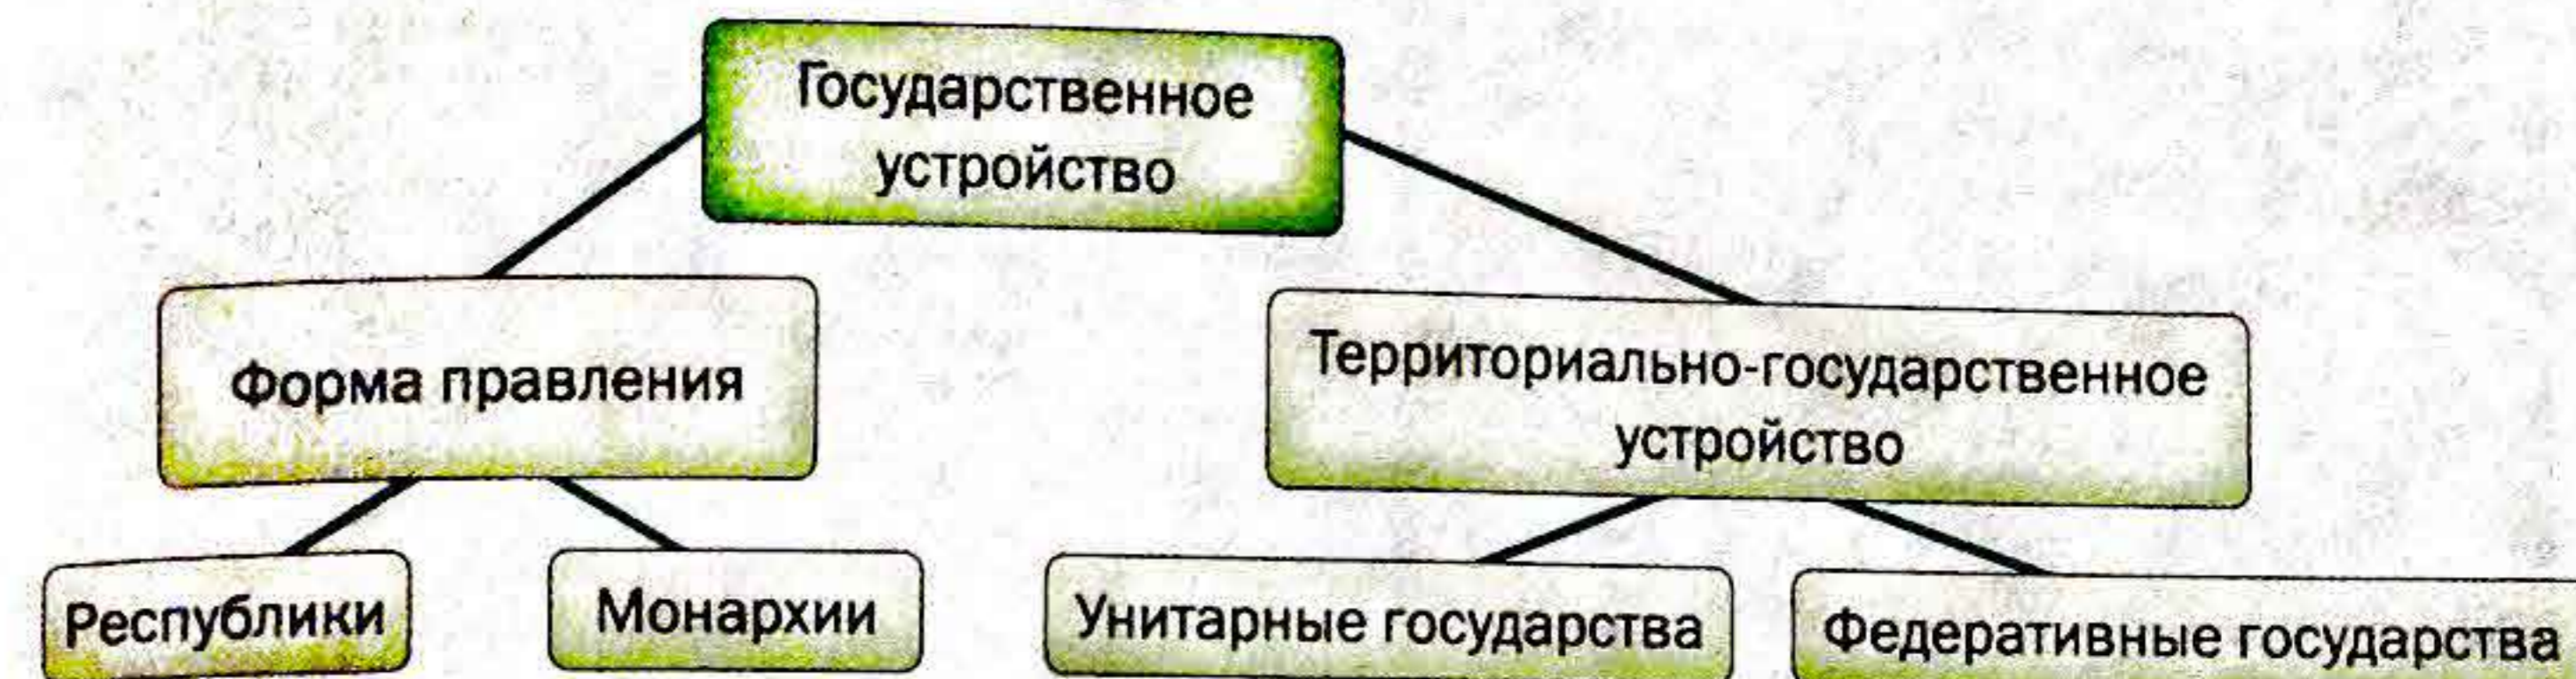 Государственное
устройство
Форма правления
Территориально-государственное
устройство
Республики
Монархии
Унитарные государства
Федеративные государства